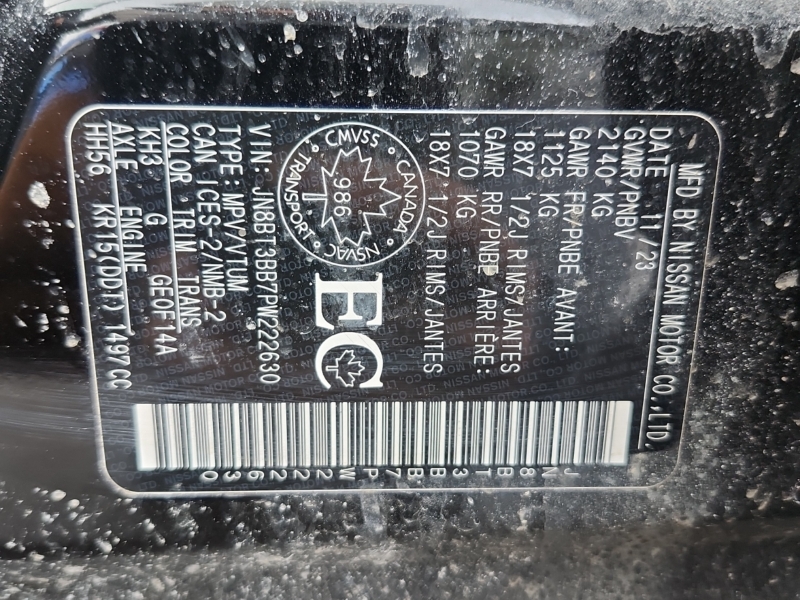 MFD BY NISSAN MOTOR CO.,LTD.
DATE 11/23
GVWR/PNBV
2140 KG
GAWR FR/PNBE AVANT:
1125 KG
18X7 1/2J RIMS/JANTES
GAWR RR/PNBE ARRIÈRE:
1070 KG
18X7 1/2J RIMS/JANTES
CMVSS CANADA NSVAC TRANSPORT
986
EC
VIN: JN8BT3BB7PW222630
TYPE: MPV/VTUM
CAN ICES-2/NMB-2
COLOR TRIM TRANS
KH3 G GE0F14A
AXLE ENGINE
HH56 KR15(DDT) 1497CC
JN8BT3BB7PW222630